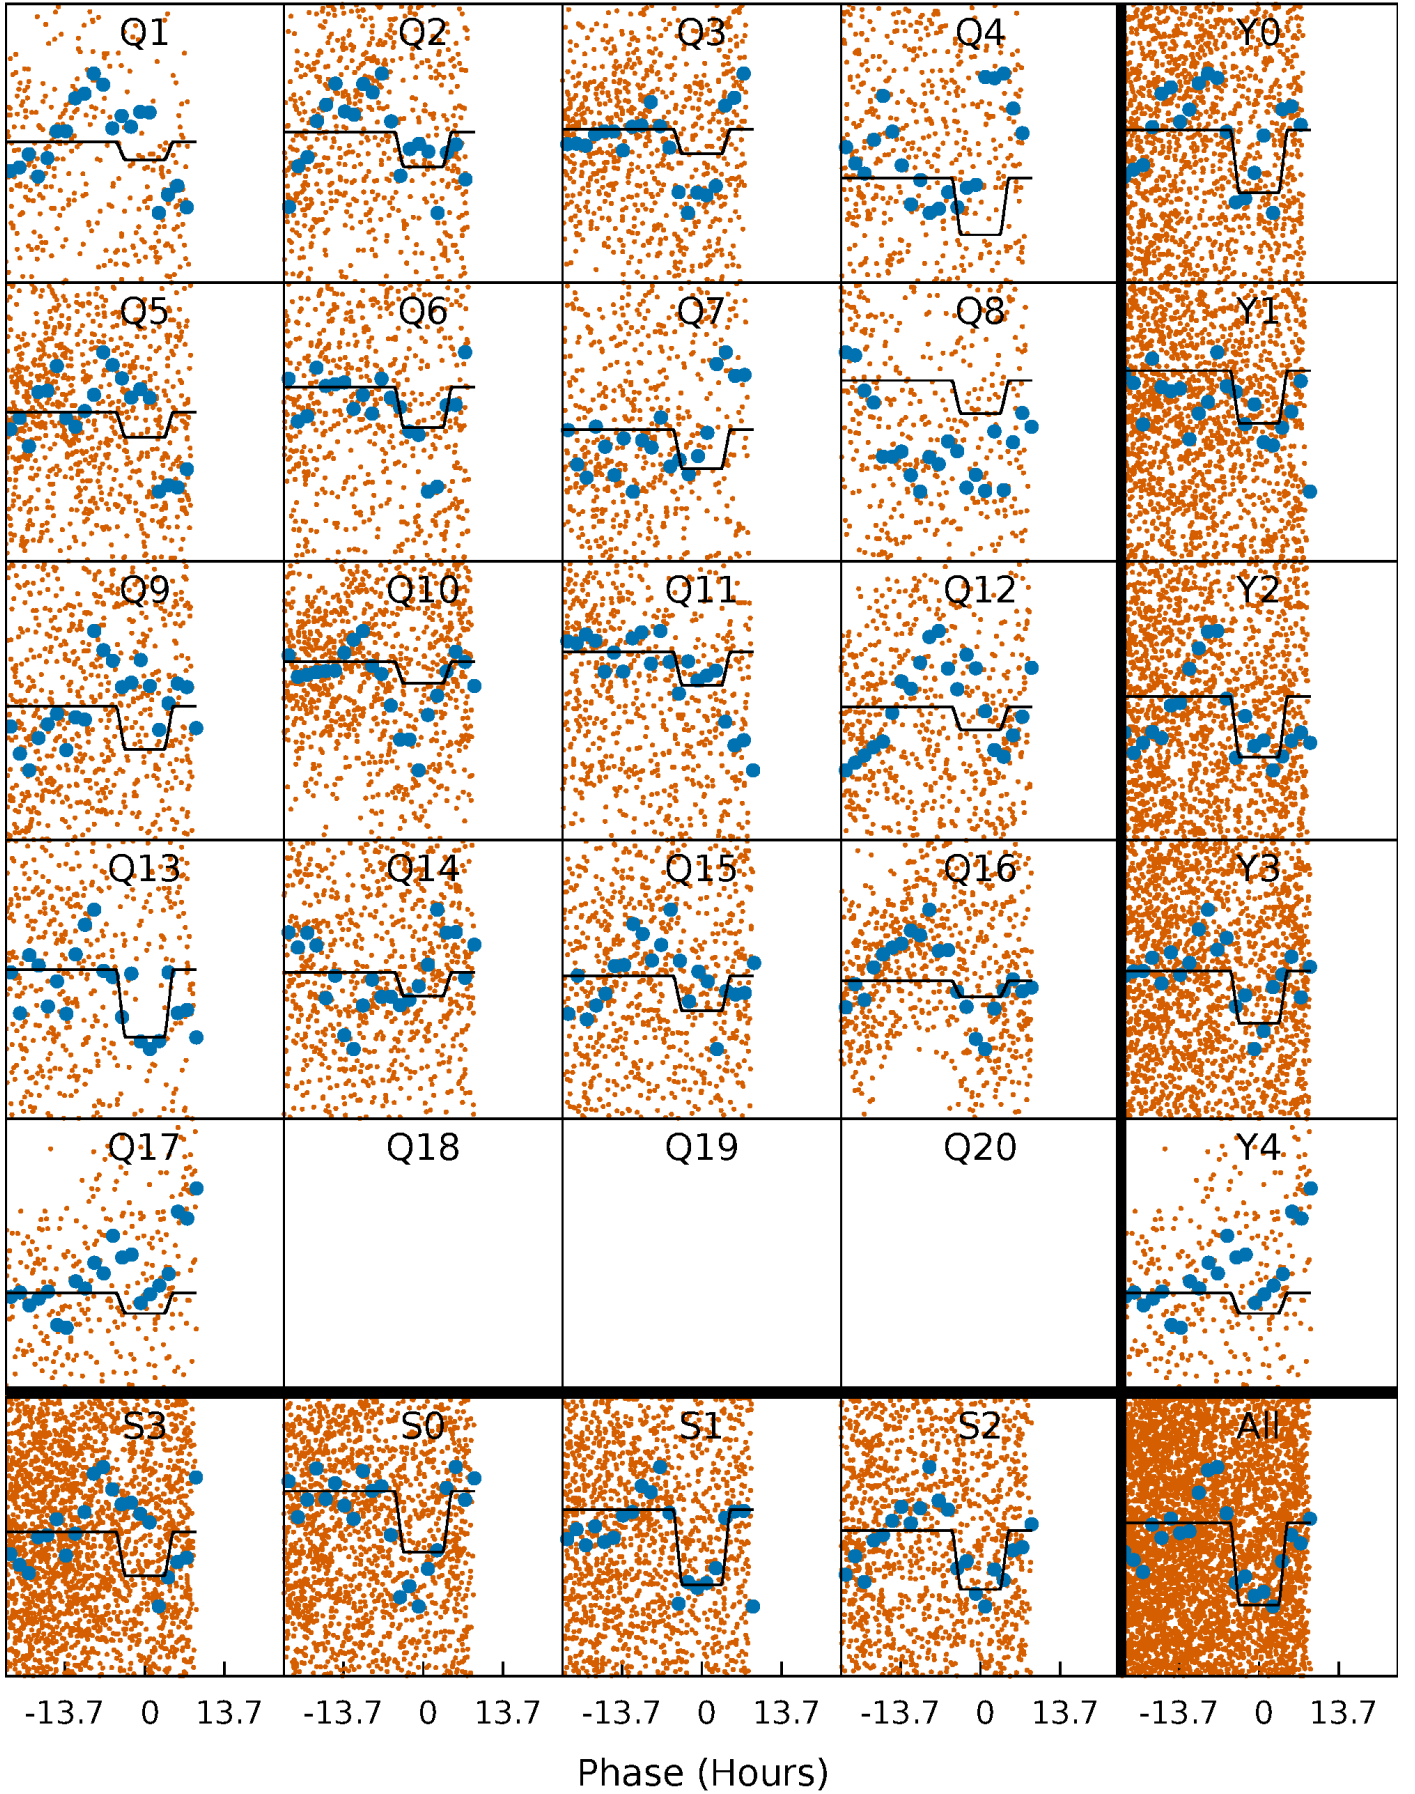 Q1 Q2 Q3 Q4 Y0
Q5 Q6 Q7 Q8 Y1
Q9 Q10 Q11 Q12 Y2
Q13 Q14 Q15 Q16 Y3
Q17 Q18 Q19 Q20 Y4
S3 S0 S1 S2 All
-13.7 0 13.7 -13.7 0 13.7 -13.7 0 13.7 -13.7 0 13.7 -13.7 0 13.7
Phase (Hours)